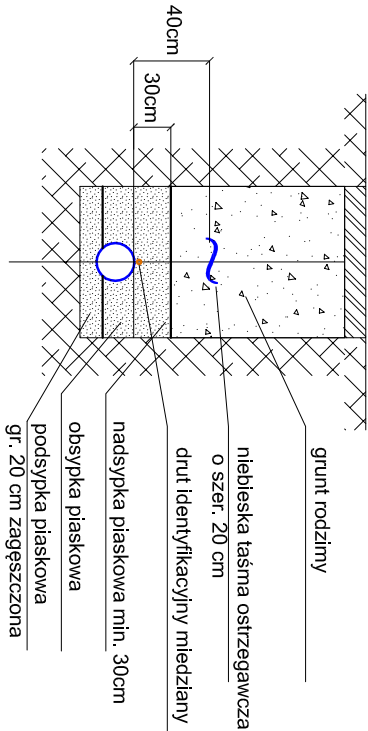 40cm
30cm
grunt rodzimy
niebieska taśma ostrzegawcza
o szer. 20 cm
drut identyfikacyjny miedziany
nadsypka piaskowa min. 30cm
obsypka piaskowa
podsypka piaskowa
gr. 20 cm zagęszczona